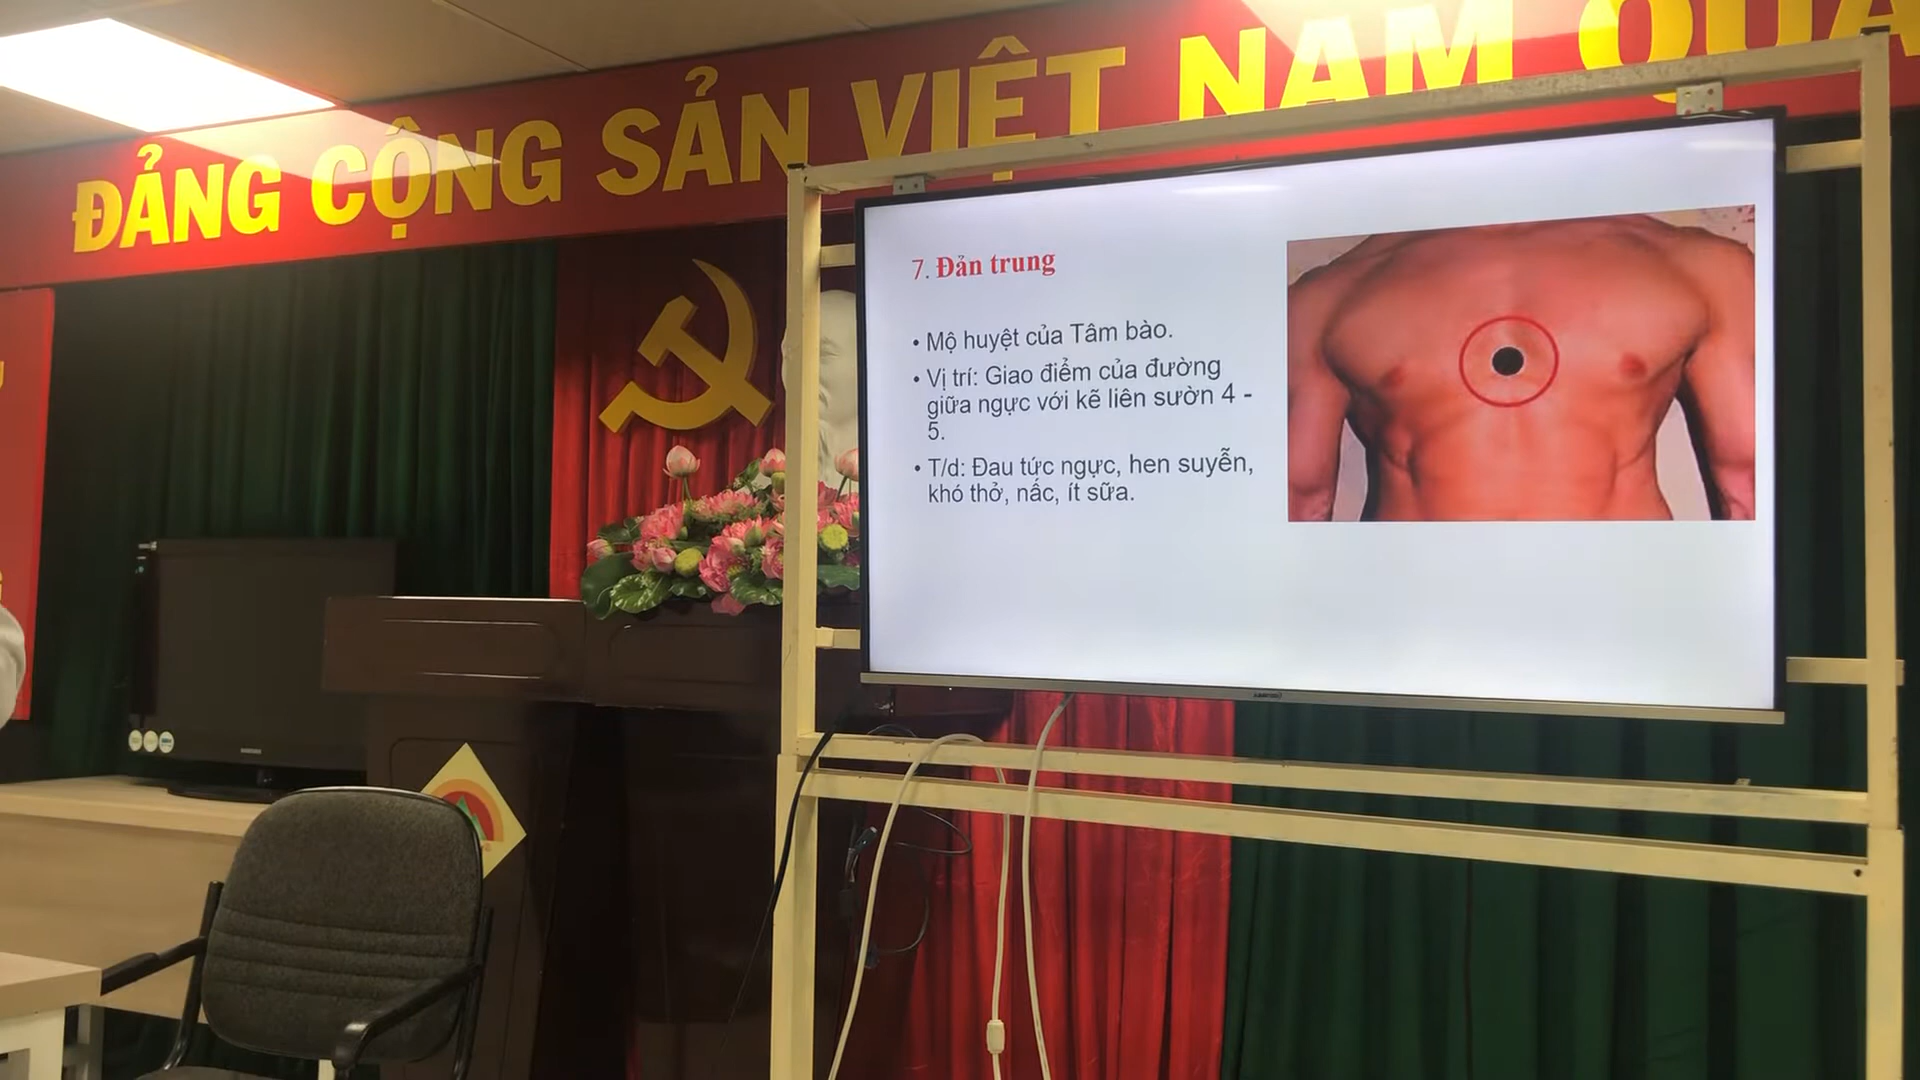 ĐẢNG CỘNG SẢN VIỆT NAM QUA
7. Đản trung
• Mộ huyệt của Tâm bào.
• Vị trí: Giao điểm của đường
giữa ngực với kẽ liên sườn 4 -
5.
• T/d: Đau tức ngực, hen suyễn,
khó thở, nấc, ít sữa.
SAMSUNG